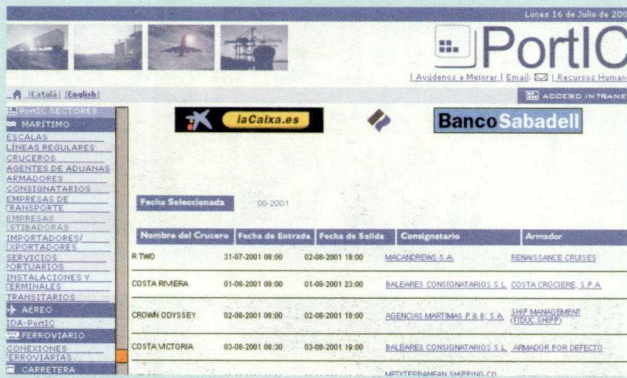 Lunes 16 de Julio de 200
PortIC
| Ayúdenos a Mejorar | Email: | Recursos Human
|Català| |English|
ACCESO INTRANE
PortIC SECTORES
MARÍTIMO
ESCALAS
LÍNEAS REGULARES
CRUCEROS
AGENTES DE ADUANAS
ARMADORES
CONSIGNATARIOS
EMPRESAS DE
TRANSPORTE
EMPRESAS
ESTIBADORAS
IMPORTADORES/
EXPORTADORES
SERVICIOS
PORTUARIOS
INSTALACIONES Y
TERMINALES
TRANSITARIOS
AÉREO
IDA-PortIC
FERROVIARIO
CONEXIONES
FERROVIARIAS
CARRETERA
laCaixa.es
BancoSabadell
Fecha Seleccionada 08-2001
Nombre del Crucero Fecha de Entrada Fecha de Salida Consignatario Armador
R TWO 31-07-2001 08:00 02-08-2001 18:00 MACANDREWS S.A. RENAISSANCE CRUISES
COSTA RIVIERA 01-08-2001 09:00 01-08-2001 23:00 BALEARES CONSIGNATARIOS S.L. COSTA CROCIERE, S.P.A.
CROWN ODYSSEY 02-08-2001 08:00 02-08-2001 18:00 AGENCIAS MARTIMAS P & B, S.A. SHIP MANAGEMENT
(FIDUC SHIPP)
COSTA VICTORIA 03-08-2001 08:30 03-08-2001 19:00 BALEARES CONSIGNATARIOS S.L. ARMADOR POR DEFECTO
MEDITERRANEAN SHIPPING CO